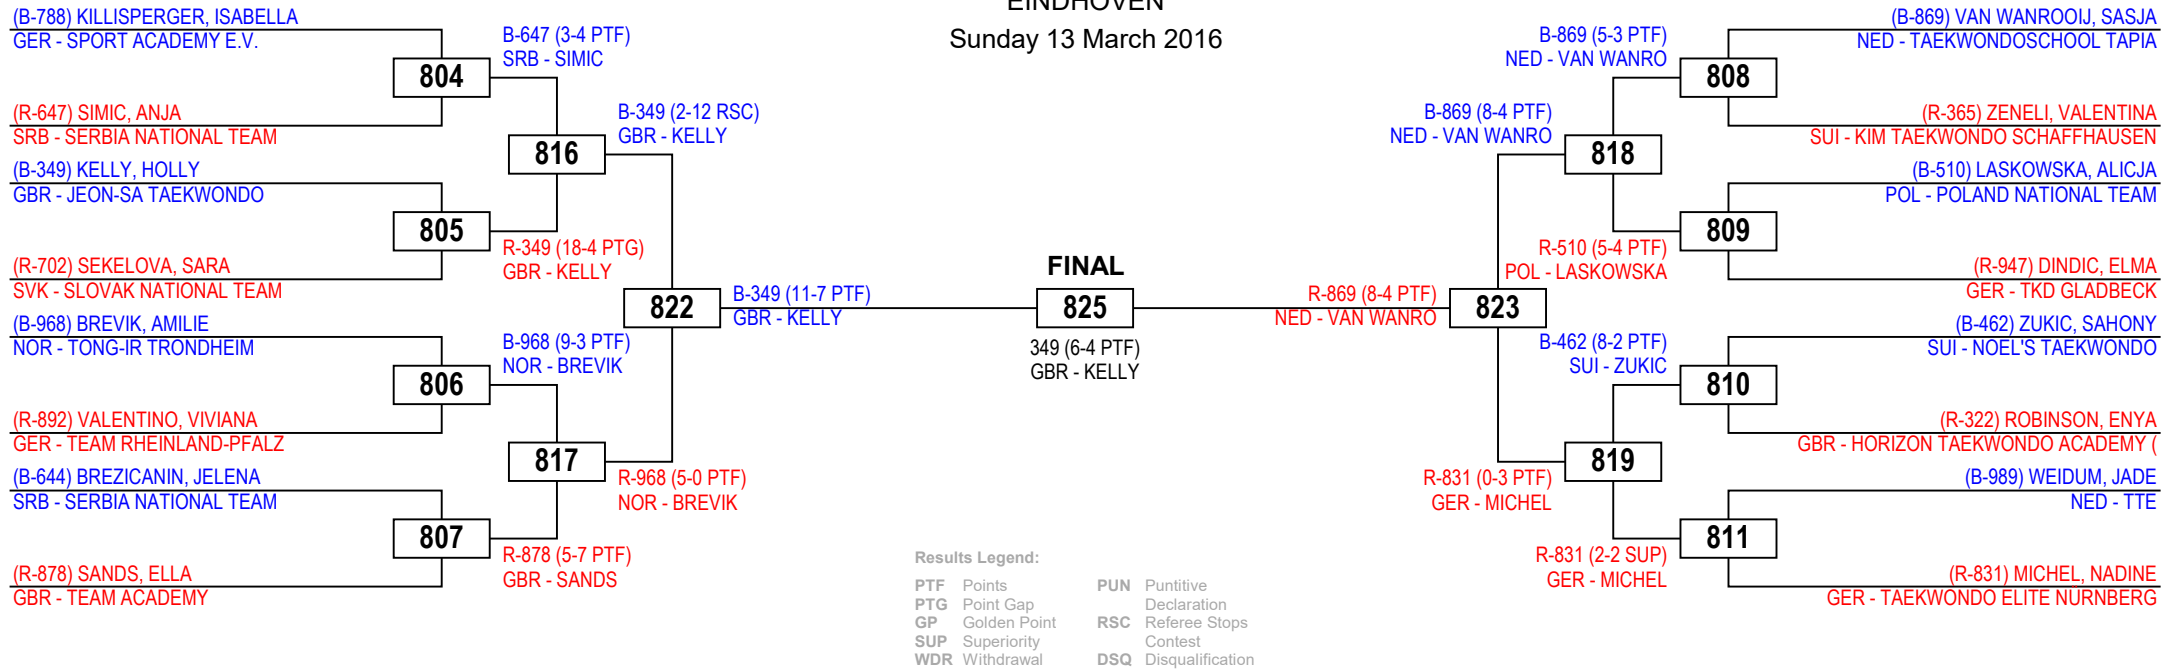 EINDHOVEN
Sunday 13 March 2016
(B-788) KILLISPERGER, ISABELLA
GER - SPORT ACADEMY E.V.
804
(R-647) SIMIC, ANJA
SRB - SERBIA NATIONAL TEAM
(B-349) KELLY, HOLLY
GBR - JEON-SA TAEKWONDO
805
(R-702) SEKELOVA, SARA
SVK - SLOVAK NATIONAL TEAM
(B-968) BREVIK, AMILIE
NOR - TONG-IR TRONDHEIM
806
(R-892) VALENTINO, VIVIANA
GER - TEAM RHEINLAND-PFALZ
(B-644) BREZICANIN, JELENA
SRB - SERBIA NATIONAL TEAM
807
(R-878) SANDS, ELLA
GBR - TEAM ACADEMY
B-647 (3-4 PTF)
SRB - SIMIC
816
R-349 (18-4 PTG)
GBR - KELLY
B-968 (9-3 PTF)
NOR - BREVIK
817
R-878 (5-7 PTF)
GBR - SANDS
B-349 (2-12 RSC)
GBR - KELLY
822
R-968 (5-0 PTF)
NOR - BREVIK
B-349 (11-7 PTF)
GBR - KELLY
FINAL
825
349 (6-4 PTF)
GBR - KELLY
R-869 (8-4 PTF)
NED - VAN WANRO
823
B-869 (8-4 PTF)
NED - VAN WANRO
R-831 (0-3 PTF)
GER - MICHEL
B-869 (5-3 PTF)
NED - VAN WANRO
818
R-510 (5-4 PTF)
POL - LASKOWSKA
B-462 (8-2 PTF)
SUI - ZUKIC
819
R-831 (2-2 SUP)
GER - MICHEL
(B-869) VAN WANROOIJ, SASJA
NED - TAEKWONDOSCHOOL TAPIA
808
(R-365) ZENELI, VALENTINA
SUI - KIM TAEKWONDO SCHAFFHAUSEN
(B-510) LASKOWSKA, ALICJA
POL - POLAND NATIONAL TEAM
809
(R-947) DINDIC, ELMA
GER - TKD GLADBECK
(B-462) ZUKIC, SAHONY
SUI - NOEL'S TAEKWONDO
810
(R-322) ROBINSON, ENYA
GBR - HORIZON TAEKWONDO ACADEMY (
(B-989) WEIDUM, JADE
NED - TTE
811
(R-831) MICHEL, NADINE
GER - TAEKWONDO ELITE NURNBERG
Results Legend:
PTF Points
PTG Point Gap
GP Golden Point
SUP Superiority
WDR Withdrawal
PUN Puntitive
Declaration
RSC Referee Stops
Contest
DSQ Disqualification